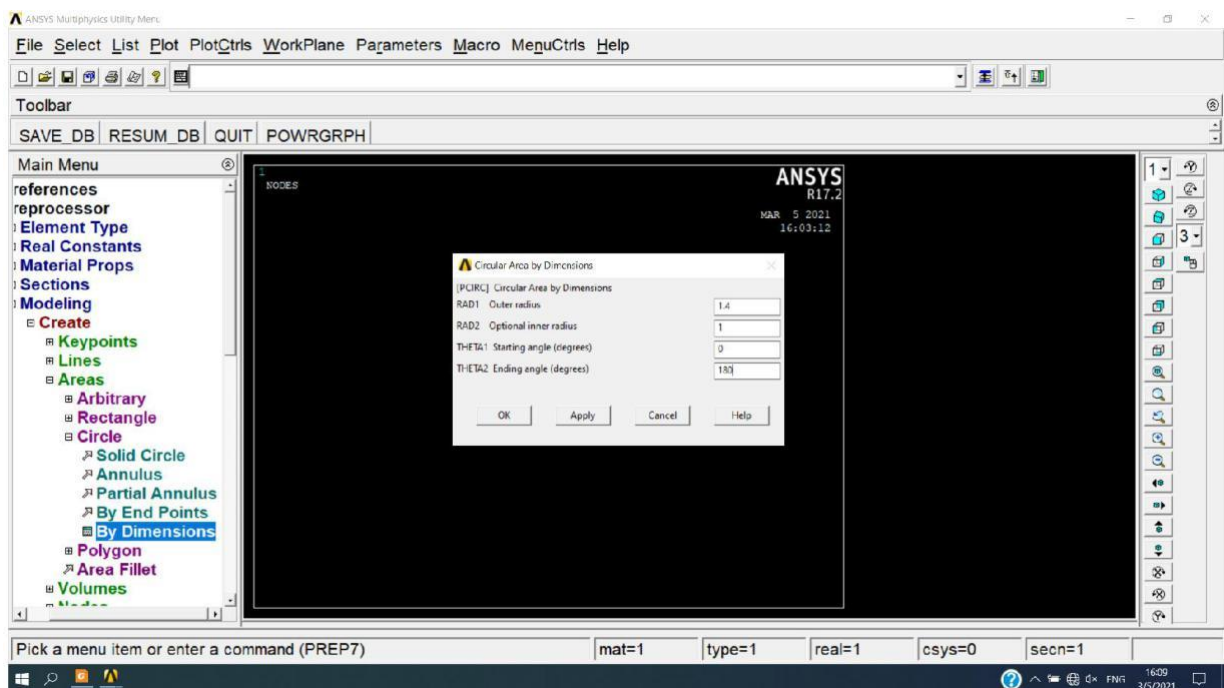 ANSYS Multiphysics Utility Menu
File Select List Plot PlotCtrls WorkPlane Parameters Macro MenuCtrls Help
Toolbar
SAVE_DB RESUM_DB QUIT POWRGRPH
Main Menu
references
reprocessor
Element Type
Real Constants
Material Props
Sections
Modeling
Create
Keypoints
Lines
Areas
Arbitrary
Rectangle
Circle
Solid Circle
Annulus
Partial Annulus
By End Points
By Dimensions
Polygon
Area Fillet
Volumes
1
NODES
ANSYS
R17.2
MAR 5 2021
16:03:12
Circular Area by Dimensions
[PCIRC] Circular Area by Dimensions
RAD1 Outer radius 1.4
RAD2 Optional inner radius 1
THETA1 Starting angle (degrees) 0
THETA2 Ending angle (degrees) 180
OK Apply Cancel Help
1
3
Pick a menu item or enter a command (PREP7) mat=1 type=1 real=1 csys=0 secn=1
ENG
16:09
3/5/2021